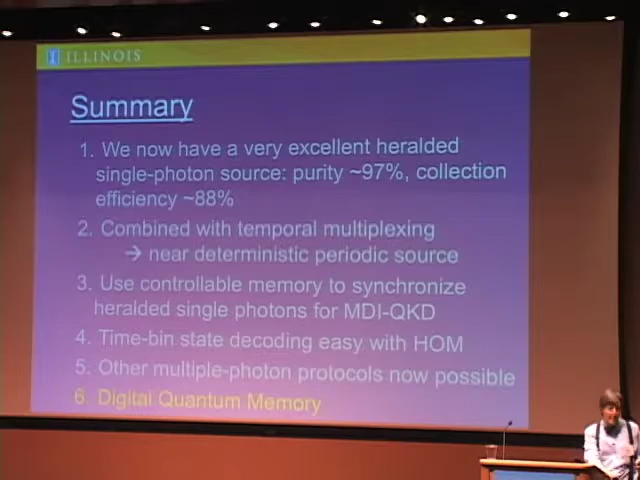 I ILLINOIS
Summary
1. We now have a very excellent heralded
single-photon source: purity ~97%, collection
efficiency ~88%
2. Combined with temporal multiplexing
→ near deterministic periodic source
3. Use controllable memory to synchronize
heralded single photons for MDI-QKD
4. Time-bin state decoding easy with HOM
5. Other multiple-photon protocols now possible
6. Digital Quantum Memory